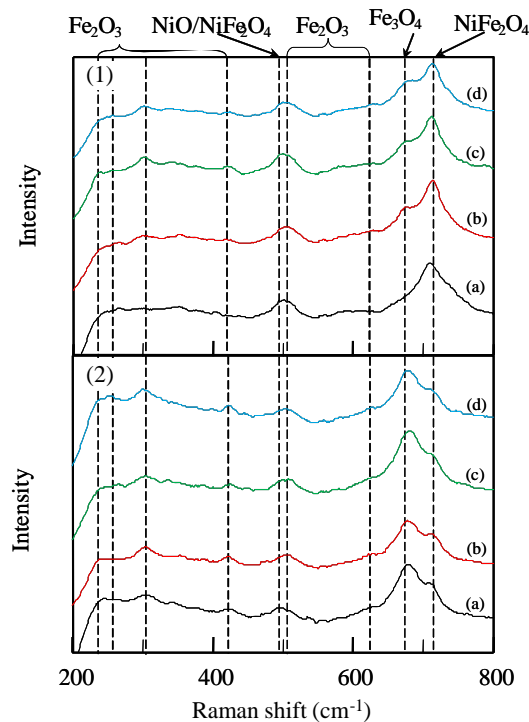 Fe₂O₃ NiO/NiFe₂O₄ Fe₂O₃ Fe₃O₄ NiFe₂O₄
(1)
(d)
(c)
(b)
(a)
Intensity
(2)
(d)
(c)
(b)
(a)
Intensity
200 400 600 800
Raman shift (cm⁻¹)